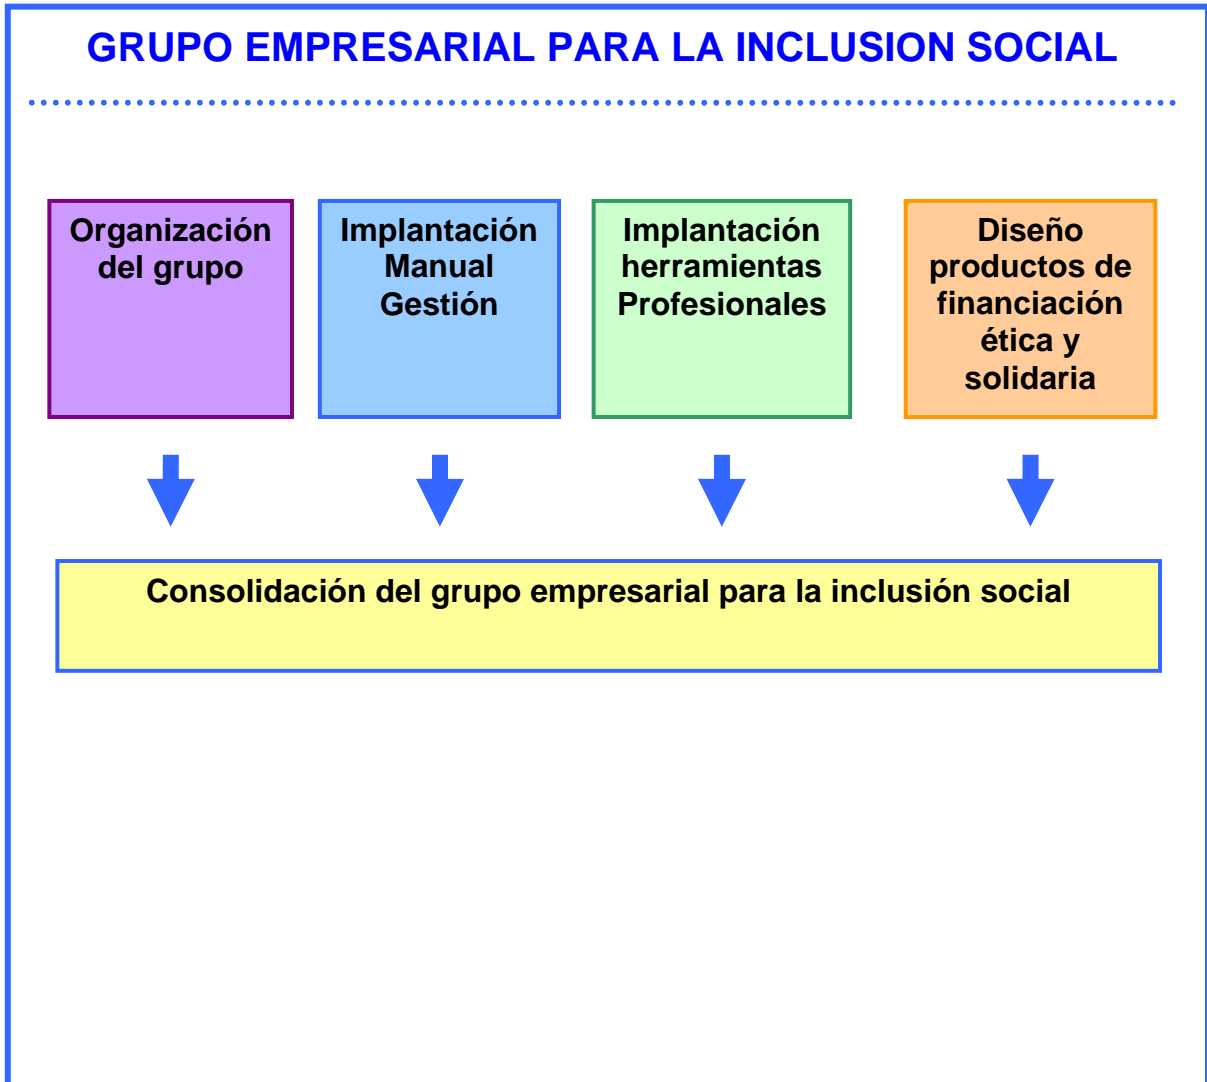 GRUPO EMPRESARIAL PARA LA INCLUSION SOCIAL
Organización
del grupo
Implantación
Manual
Gestión
Implantación
herramientas
Profesionales
Diseño
productos de
financiación
ética y
solidaria
Consolidación del grupo empresarial para la inclusión social